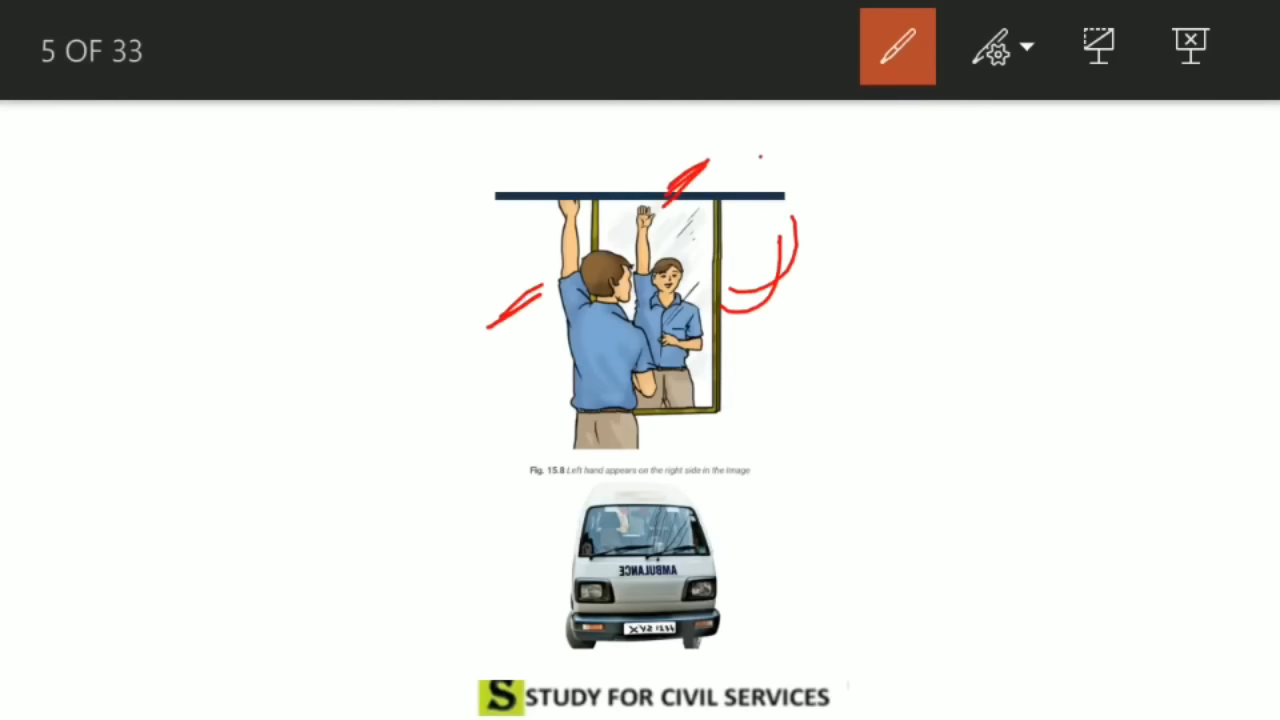 5 OF 33
Fig. 15.8 Left hand appears on the right side in the image
AMBULANCE
S STUDY FOR CIVIL SERVICES